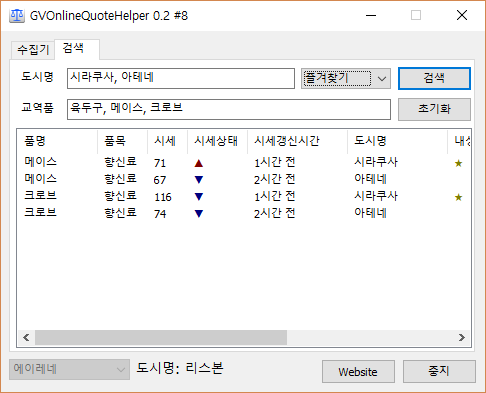 GVOnlineQuoteHelper 0.2 #8
수집기 검색
도시명 시라쿠사, 아테네 즐겨찾기 검색
교역품 육두구, 메이스, 크로브 초기화
품명 품목 시세 시세상태 시세갱신시간 도시명
메이스 향신료 71 ▲ 1시간 전 시라쿠사 ★
메이스 향신료 67 ▼ 2시간 전 아테네
크로브 향신료 116 ▼ 1시간 전 시라쿠사 ★
크로브 향신료 74 ▼ 2시간 전 아테네
에이레네 도시명: 리스본 Website 중지